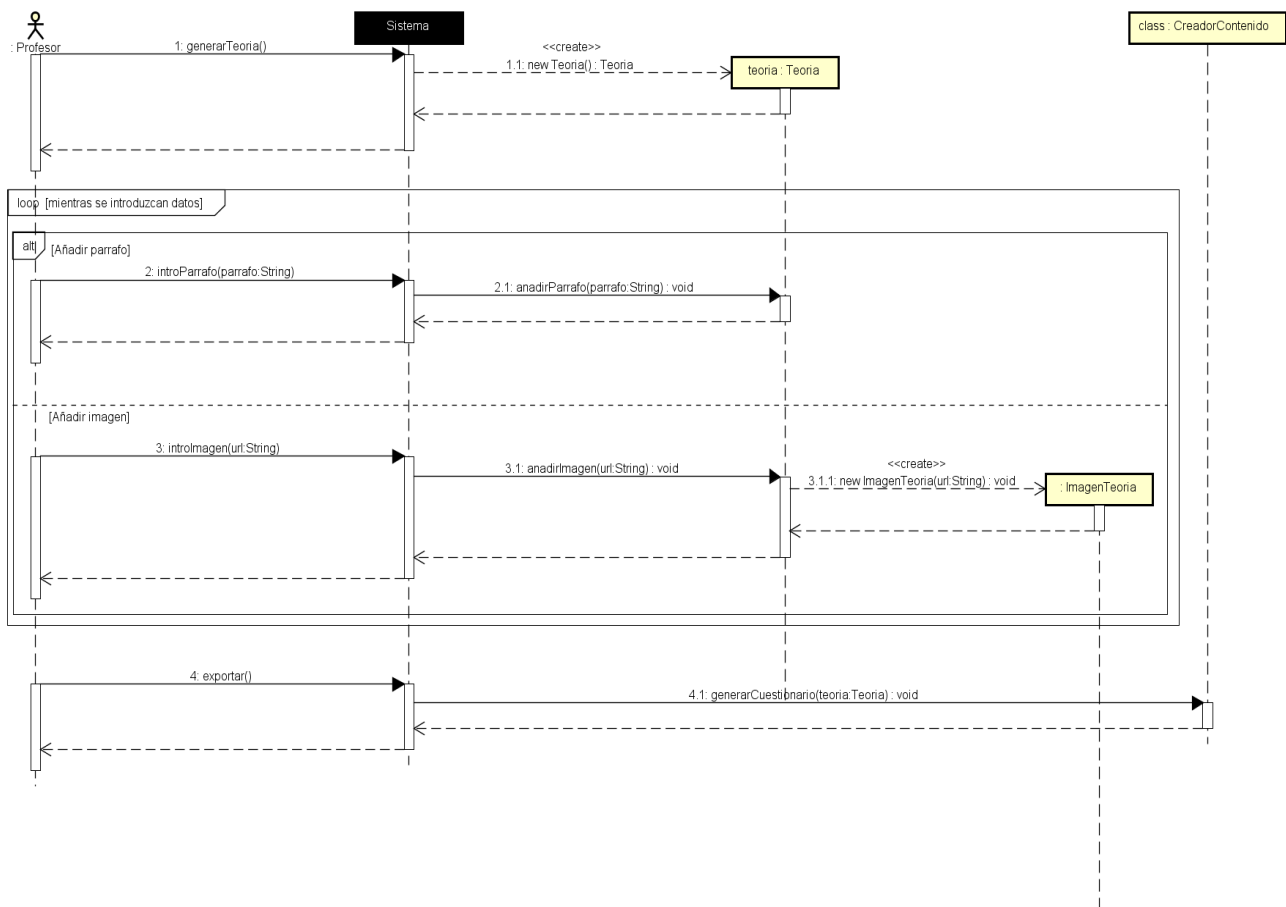 Sistema
class : CreadorContenido
: Profesor
1: generarTeoria()
<<create>>
1.1: new Teoria() : Teoria
teoria : Teoria
loop [mientras se introduzcan datos]
alt [Añadir parrafo]
2: introParrafo(parrafo:String)
2.1: anadirParrafo(parrafo:String) : void
[Añadir imagen]
3: introImagen(url:String)
3.1: anadirImagen(url:String) : void
<<create>>
3.1.1: new ImagenTeoria(url:String) : void
: ImagenTeoria
4: exportar()
4.1: generarCuestionario(teoria:Teoria) : void